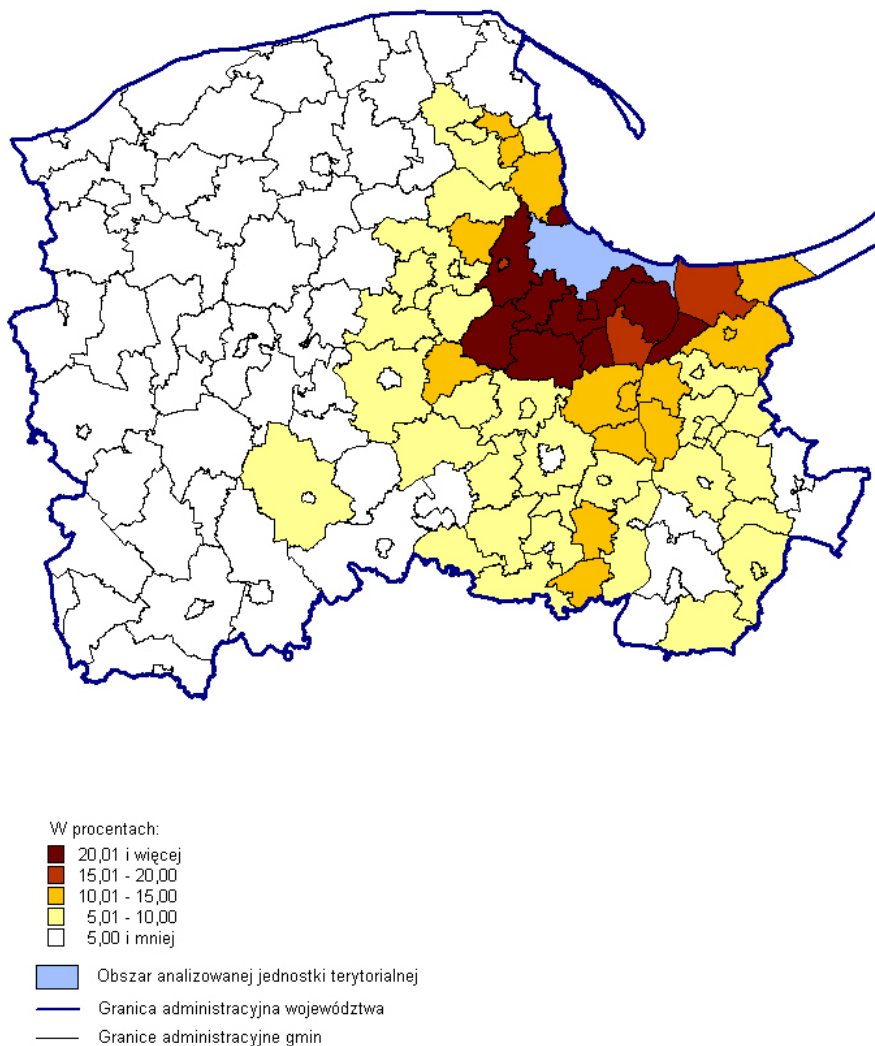 W procentach:
20,01 i więcej
15,01 - 20,00
10,01 - 15,00
5,01 - 10,00
5,00 i mniej
Obszar analizowanej jednostki terytorialnej
Granica administracyjna województwa
Granice administracyjne gmin